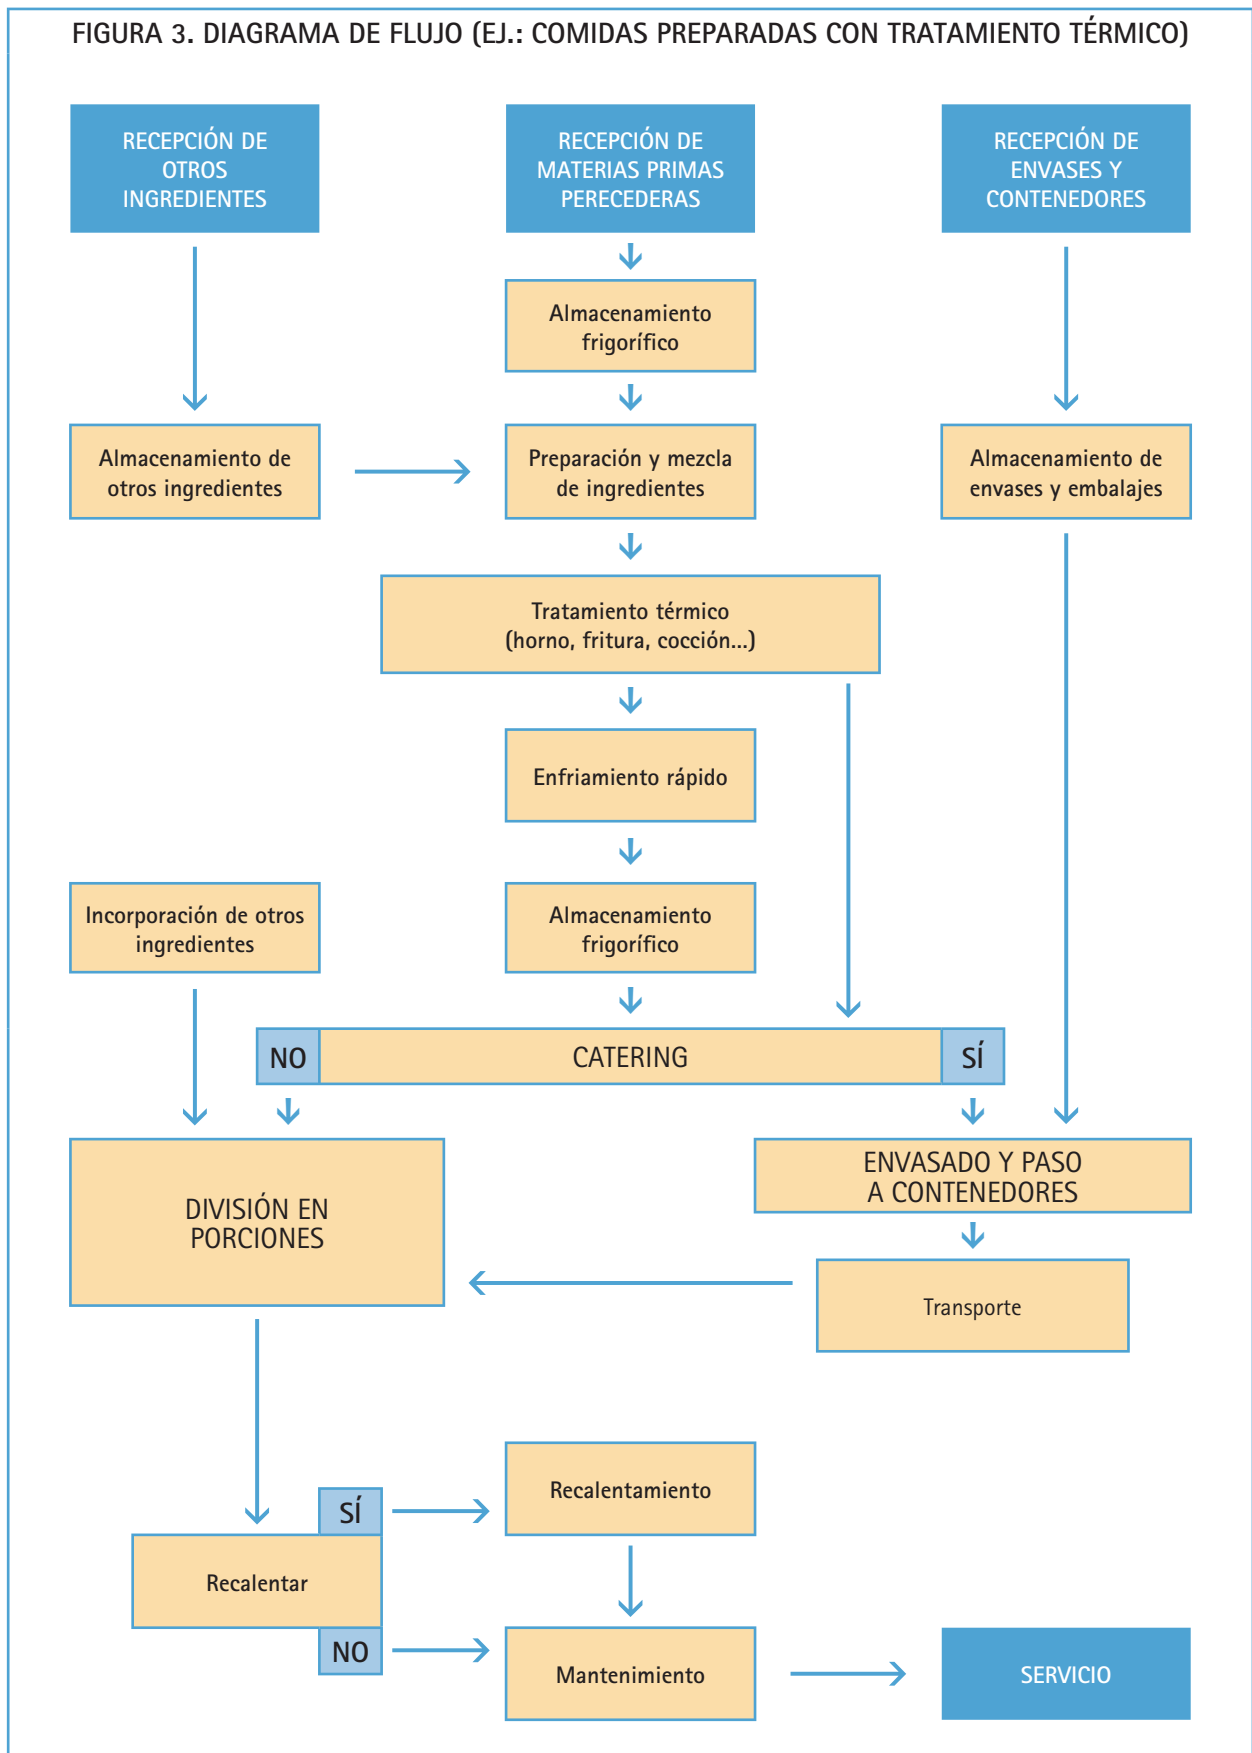 FIGURA 3. DIAGRAMA DE FLUJO (EJ.: COMIDAS PREPARADAS CON TRATAMIENTO TÉRMICO)
RECEPCIÓN DE
OTROS
INGREDIENTES
RECEPCIÓN DE
MATERIAS PRIMAS
PERECEDERAS
RECEPCIÓN DE
ENVASES Y
CONTENEDORES
Almacenamiento
frigorífico
Almacenamiento de
otros ingredientes
Preparación y mezcla
de ingredientes
Almacenamiento de
envases y embalajes
Tratamiento térmico
(horno, fritura, cocción...)
Enfriamiento rápido
Incorporación de otros
ingredientes
Almacenamiento
frigorífico
NO
CATERING
SÍ
DIVISIÓN EN
PORCIONES
ENVASADO Y PASO
A CONTENEDORES
Transporte
SÍ
Recalentamiento
Recalentar
NO
Mantenimiento
SERVICIO